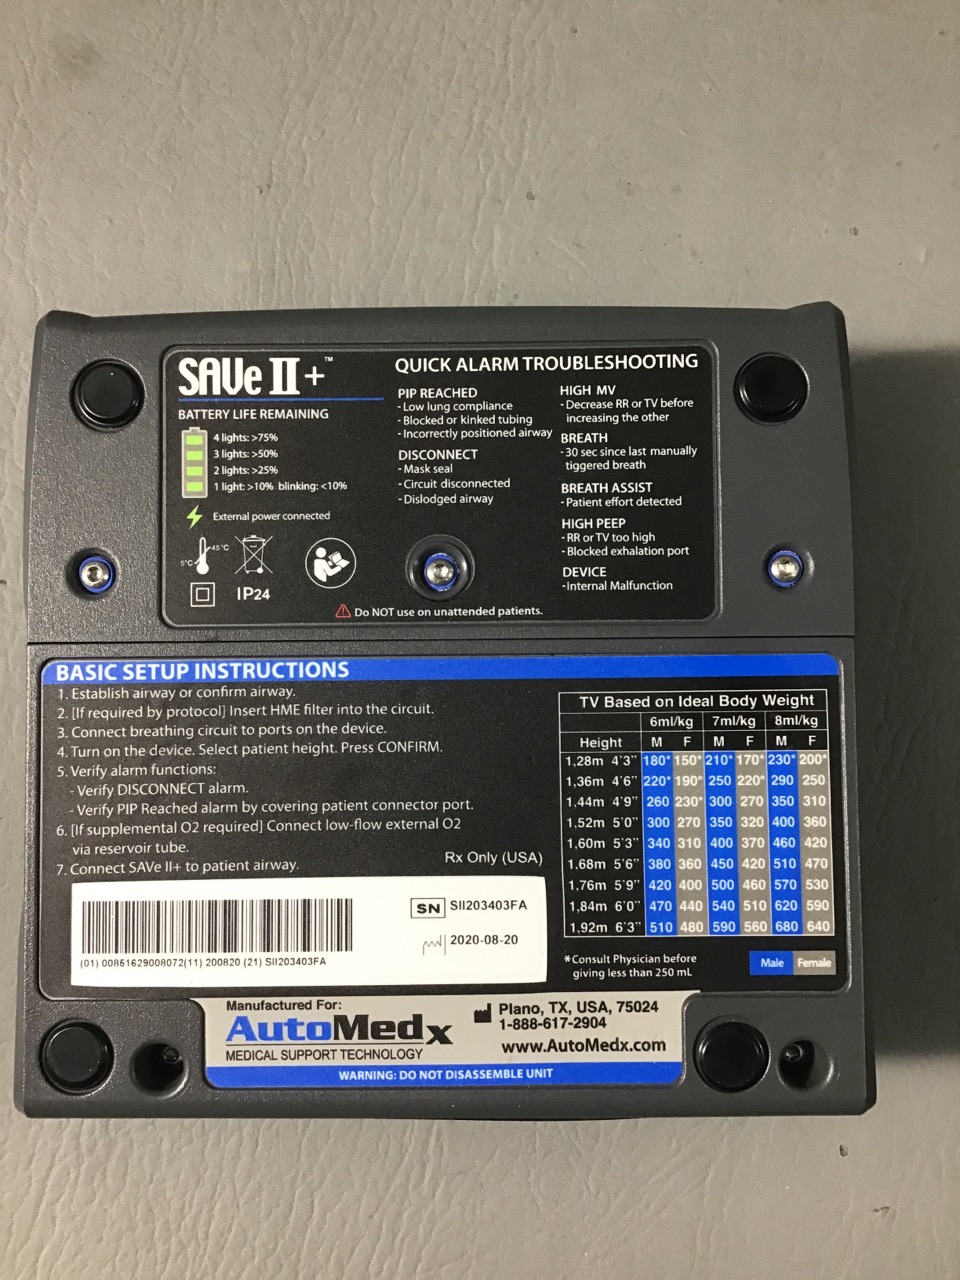 SAVe II+™
BATTERY LIFE REMAINING
4 lights: >75%
3 lights: >50%
2 lights: >25%
1 light: >10% blinking: <10%
External power connected
45°C
5°C
IP24
QUICK ALARM TROUBLESHOOTING
PIP REACHED
- Low lung compliance
- Blocked or kinked tubing
- Incorrectly positioned airway
DISCONNECT
- Mask seal
- Circuit disconnected
- Dislodged airway
HIGH MV
- Decrease RR or TV before
increasing the other
BREATH
- 30 sec since last manually
tiggered breath
BREATH ASSIST
- Patient effort detected
HIGH PEEP
- RR or TV too high
- Blocked exhalation port
DEVICE
- Internal Malfunction
Do NOT use on unattended patients.
BASIC SETUP INSTRUCTIONS
1. Establish airway or confirm airway.
2. [If required by protocol] Insert HME filter into the circuit.
3. Connect breathing circuit to ports on the device.
4. Turn on the device. Select patient height. Press CONFIRM.
5. Verify alarm functions:
- Verify DISCONNECT alarm.
- Verify PIP Reached alarm by covering patient connector port.
6. [If supplemental O2 required] Connect low-flow external O2
via reservoir tube.
7. Connect SAVe II+ to patient airway.
Rx Only (USA)
TV Based on Ideal Body Weight
6ml/kg 7ml/kg 8ml/kg
Height M F M F M F
1,28m 4'3" 180* 150* 210* 170* 230* 200*
1,36m 4'6" 220* 190* 250 220* 290 250
1,44m 4'9" 260 230* 300 270 350 310
1,52m 5'0" 300 270 350 320 400 360
1,60m 5'3" 340 310 400 370 460 420
1.68m 5'6" 380 360 450 420 510 470
1,76m 5'9" 420 400 500 460 570 530
1,84m 6'0" 470 440 540 510 620 590
1,92m 6'3" 510 480 590 560 680 640
*Consult Physician before
giving less than 250 mL
Male Female
SN SII203403FA
2020-08-20
(01) 00851629008072(11) 200820 (21) SII203403FA
Manufactured For:
AutoMedx
MEDICAL SUPPORT TECHNOLOGY
Plano, TX, USA, 75024
1-888-617-2904
www.AutoMedx.com
WARNING: DO NOT DISASSEMBLE UNIT